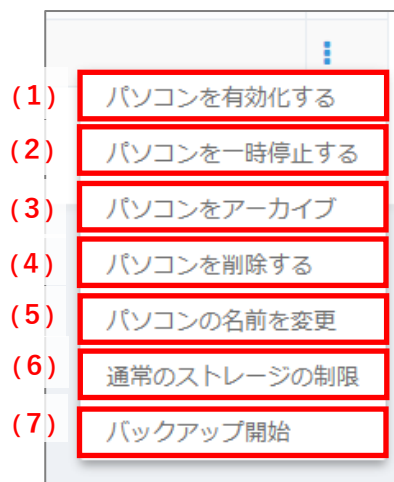 (1) パソコンを有効化する
(2) パソコンを一時停止する
(3) パソコンをアーカイブ
(4) パソコンを削除する
(5) パソコンの名前を変更
(6) 通常のストレージの制限
(7) バックアップ開始